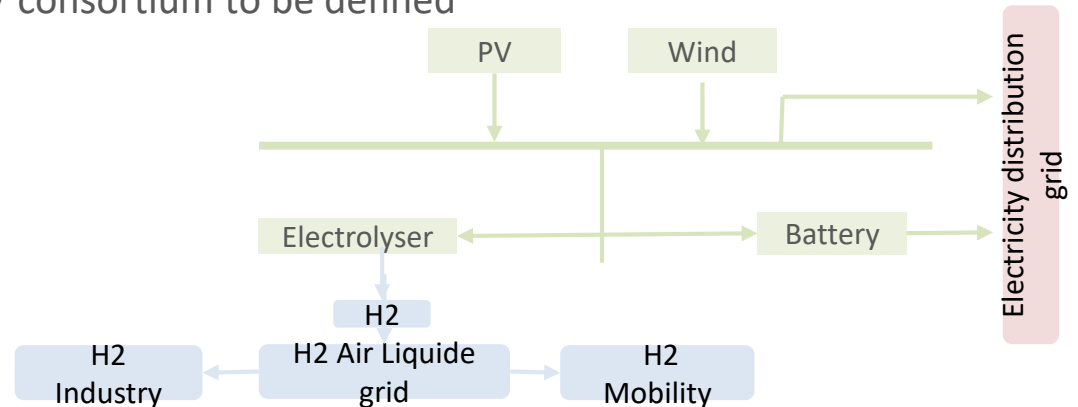 consortium to be defined
PV
Wind
Electricity distribution
grid
Electrolyser
Battery
H2
H2
Industry
H2 Air Liquide
grid
H2
Mobility